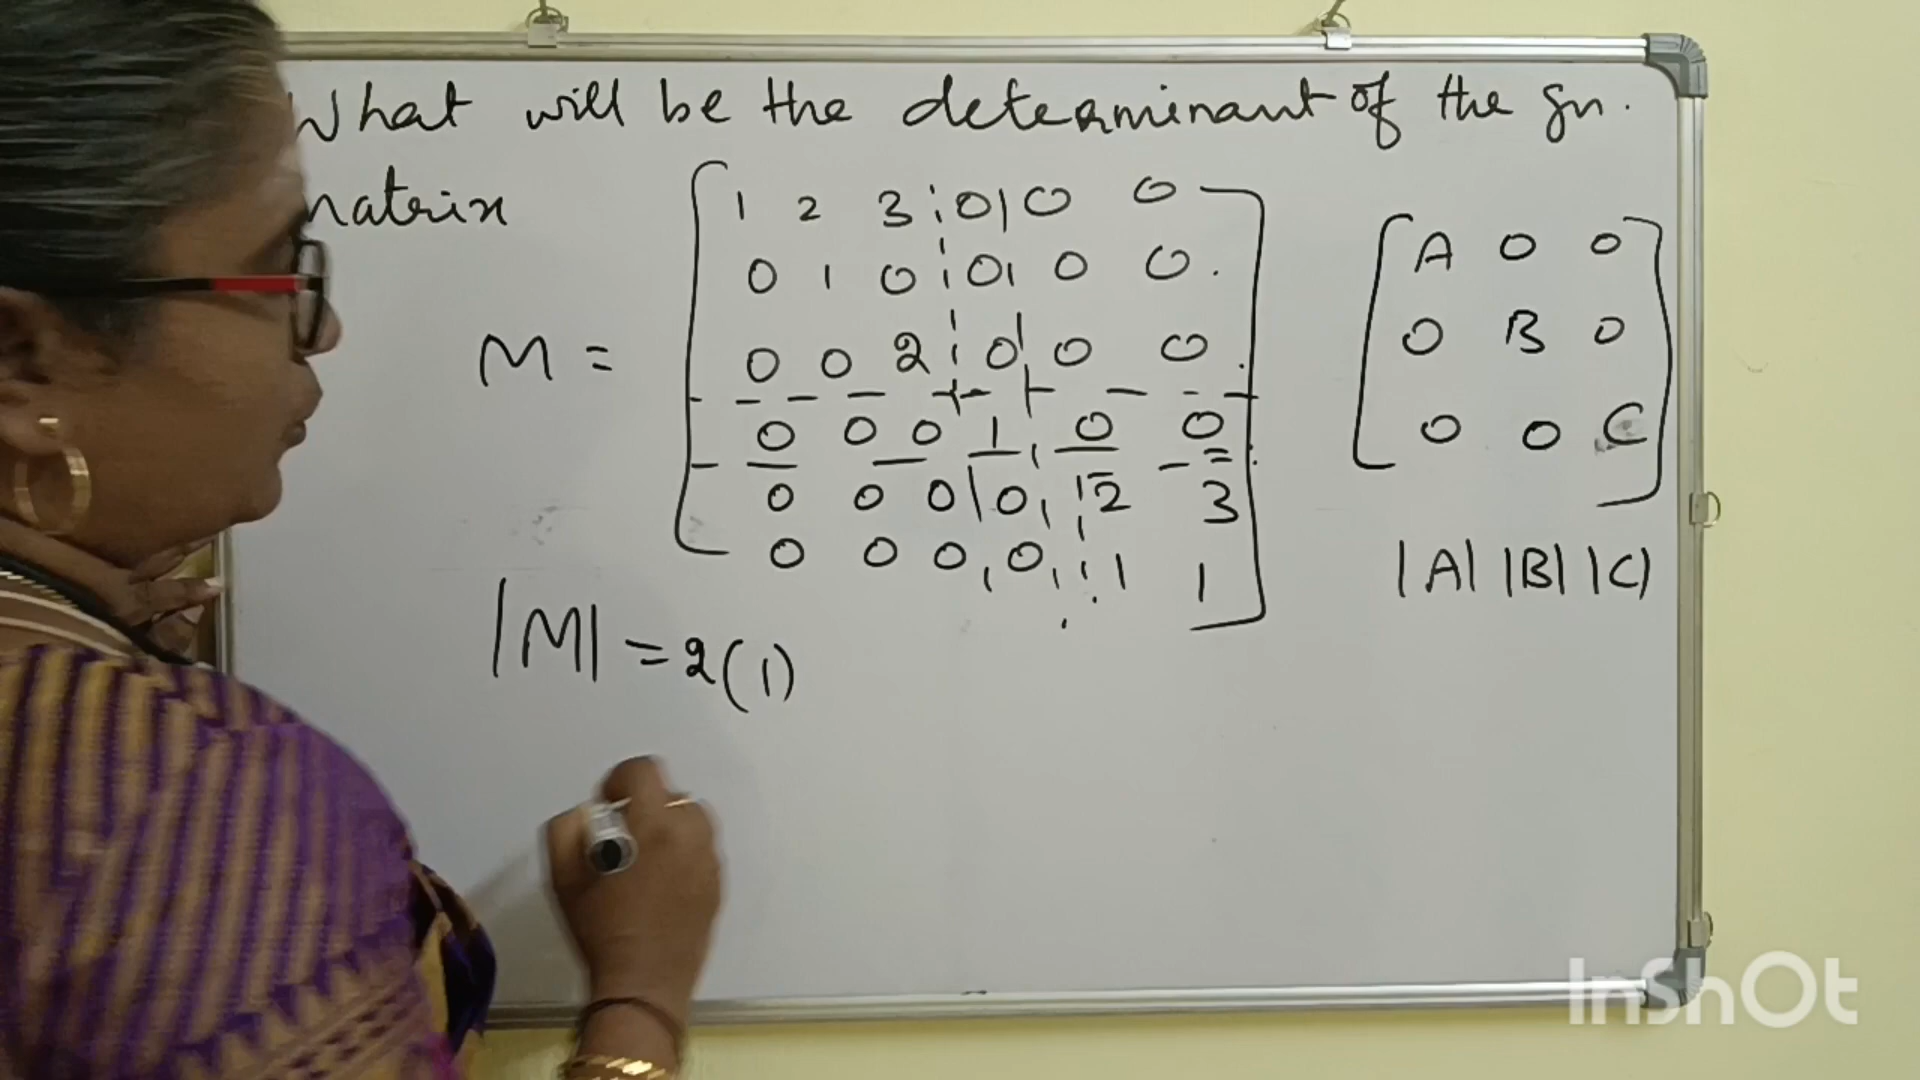 What will be the determinant of the gn.
matrix
M =
1 2 3 0 0 0
0 1 0 0 0 0
0 0 2 0 0 0
0 0 0 1 0 0
0 0 0 0 2 3
0 0 0 0 1 1
A 0 0
0 B 0
0 0 C
|A| |B| |C|
|M| = 2(1)
InShOt